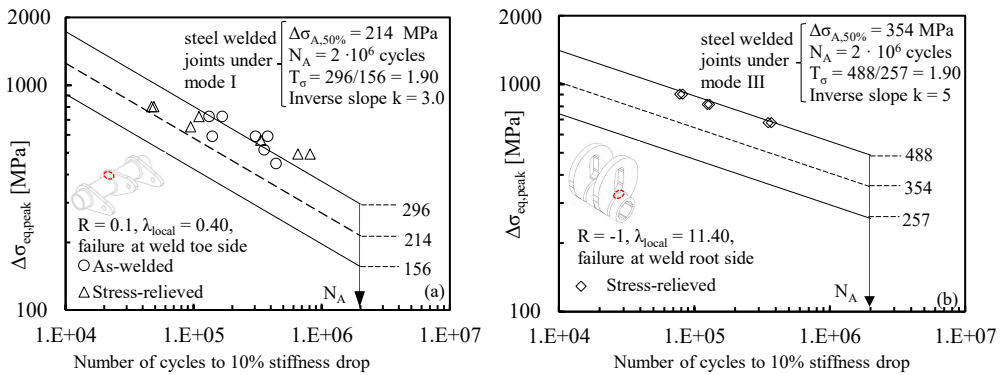 2000
1000
100
Δσeq,peak [MPa]
steel welded
joints under
mode I
ΔσA,50% = 214 MPa
NA = 2 ·10⁶ cycles
Tσ = 296/156 = 1.90
Inverse slope k = 3.0
296
214
156
R = 0.1, λlocal = 0.40,
failure at weld toe side
As-welded
Stress-relieved
NA
(a)
1.E+04 1.E+05 1.E+06 1.E+07
Number of cycles to 10% stiffness drop
2000
1000
100
Δσeq,peak [MPa]
steel welded
joints under
mode III
ΔσA,50% = 354 MPa
NA = 2 · 10⁶ cycles
Tσ = 488/257 = 1.90
Inverse slope k = 5
488
354
257
R = -1, λlocal = 11.40,
failure at weld root side
Stress-relieved
NA
(b)
1.E+04 1.E+05 1.E+06 1.E+07
Number of cycles to 10% stiffness drop